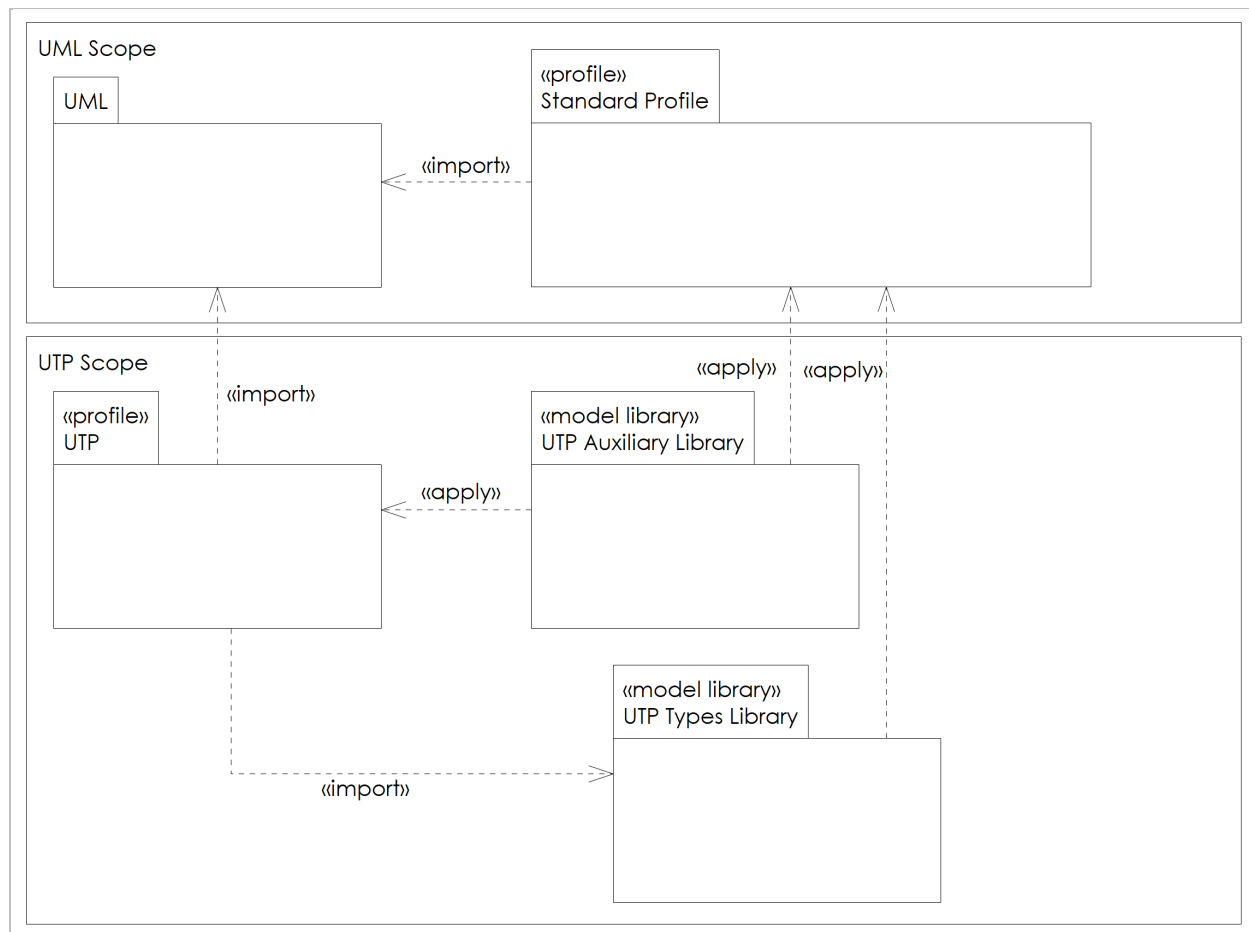 UML Scope
UML
«profile»
Standard Profile
«import»
UTP Scope
«import»
«apply»
«apply»
«profile»
UTP
«model library»
UTP Auxiliary Library
«apply»
«model library»
UTP Types Library
«import»